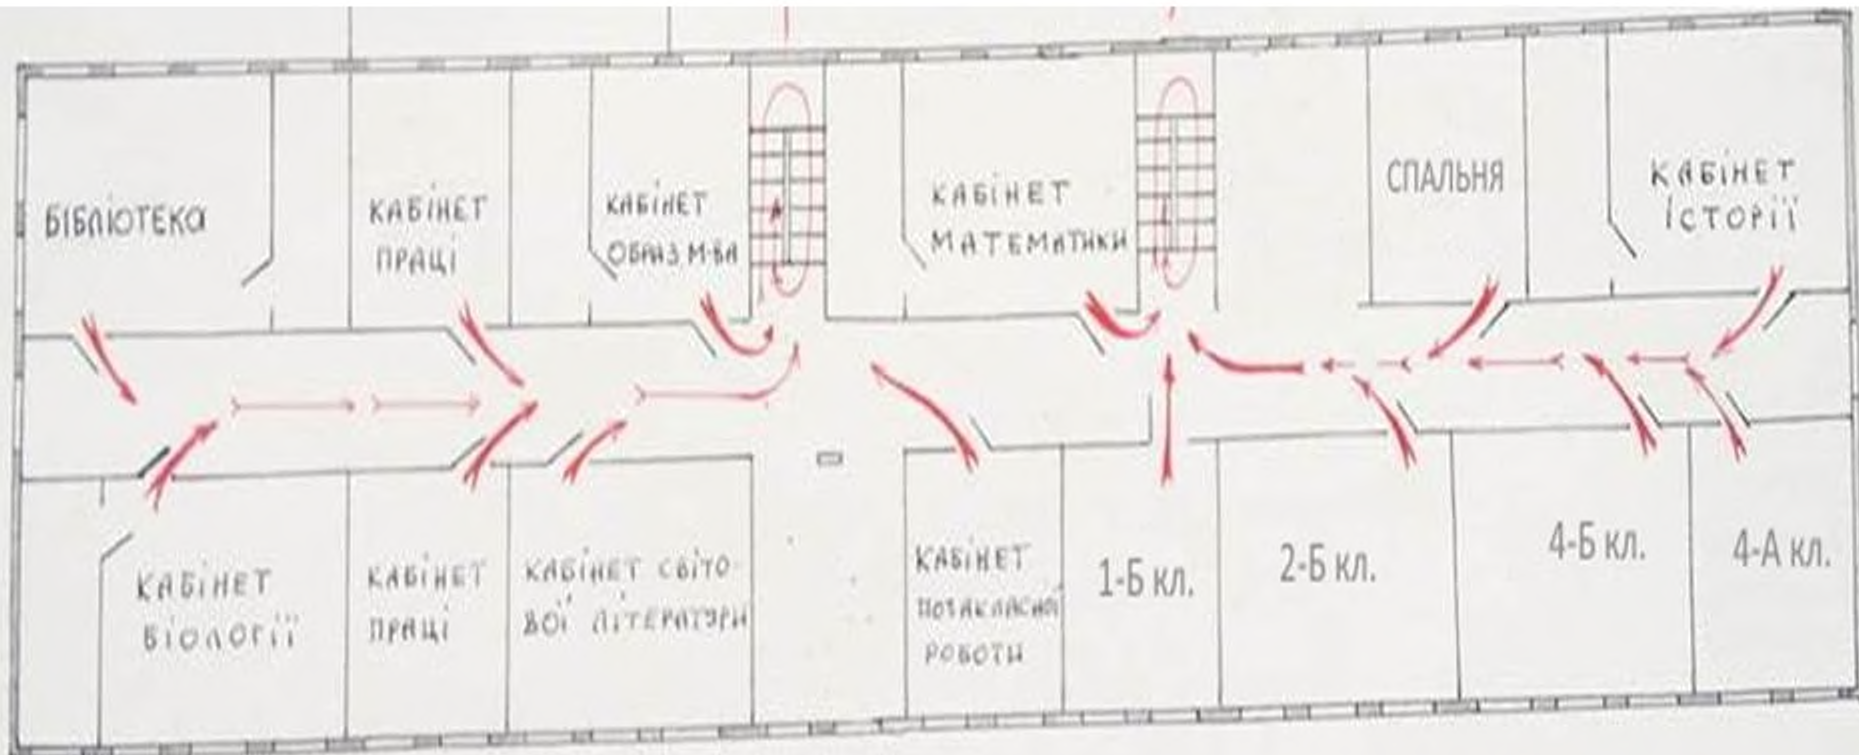 БІБЛІОТЕКА
КАБІНЕТ
ПРАЦІ
КАБІНЕТ
ОБРАЗ М-ВА
КАБІНЕТ
МАТЕМАТИКИ
СПАЛЬНЯ
КАБІНЕТ
ІСТОРІЇ
КАБІНЕТ
БІОЛОГІЇ
КАБІНЕТ
ПРАЦІ
КАБІНЕТ СВІТО-
ВОЇ ЛІТЕРАТУРИ
КАБІНЕТ
ПОЗАКЛАСНОЇ
РОБОТИ
1-Б кл.
2-Б кл.
4-Б кл.
4-А кл.